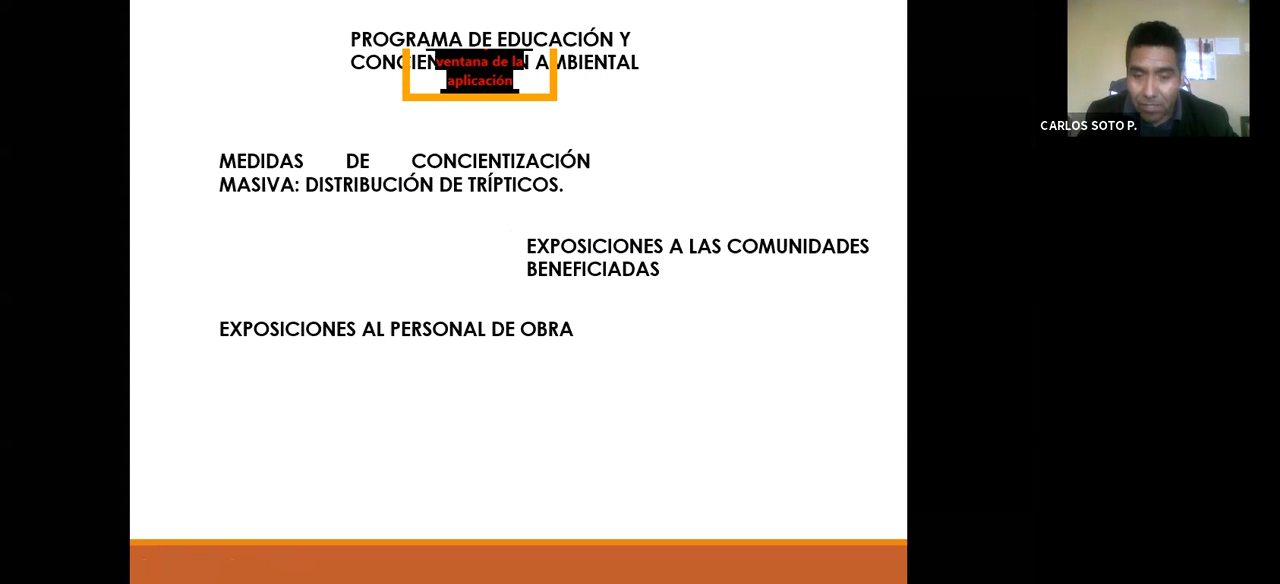 PROGRAMA DE EDUCACIÓN Y
AMBIENTAL
ventana de la
aplicación
MEDIDAS DE CONCIENTIZACIÓN
MASIVA: DISTRIBUCIÓN DE TRÍPTICOS.
EXPOSICIONES A LAS COMUNIDADES
BENEFICIADAS
EXPOSICIONES AL PERSONAL DE OBRA
CARLOS SOTO P.